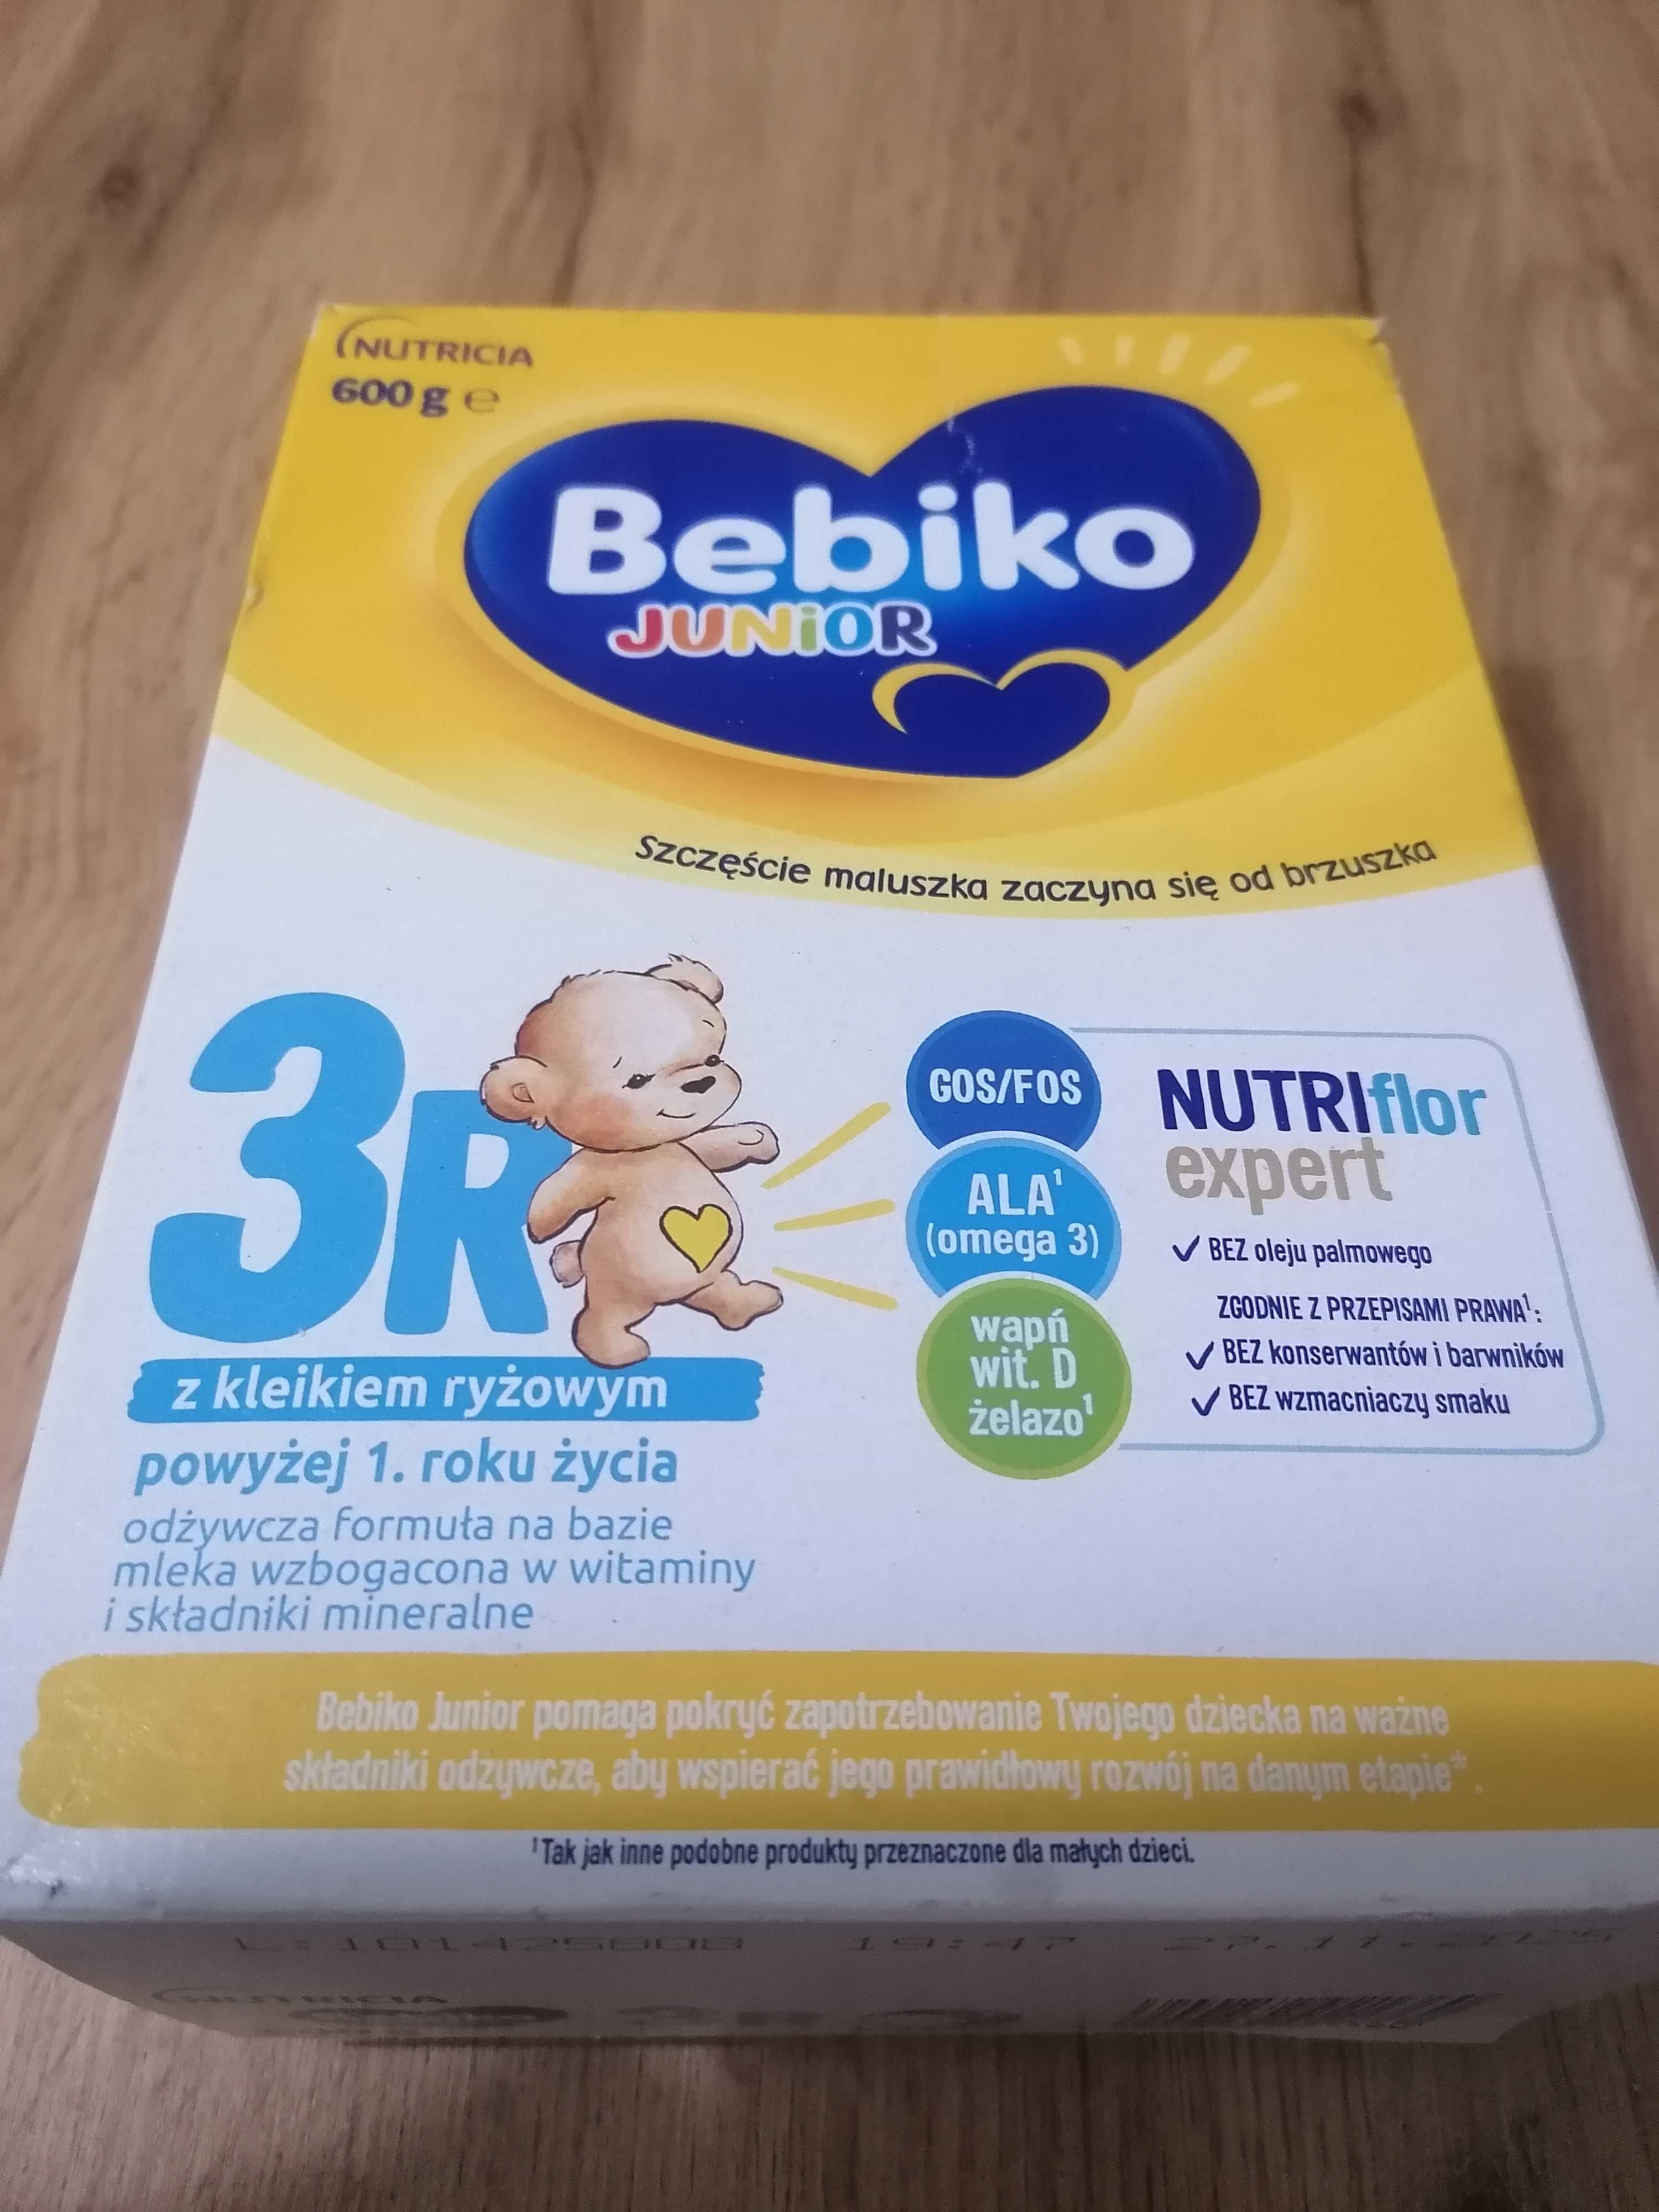 NUTRICIA
600 g e
Bebiko
JUNiOR
Szczęście maluszka zaczyna się od brzuszka
3R
z kleikiem ryżowym
powyżej 1. roku życia
odżywcza formuła na bazie
mleka wzbogacona w witaminy
i składniki mineralne
GOS/FOS
ALA¹
(omega 3)
wapń
wit. D
żelazo¹
NUTRIflor
expert
✓ BEZ oleju palmowego
ZGODNIE Z PRZEPISAMI PRAWA¹:
✓ BEZ konserwantów i barwników
✓ BEZ wzmacniaczy smaku
Bebiko Junior pomaga pokryć zapotrzebowanie Twojego dziecka na ważne
składniki odżywcze, aby wspierać jego prawidłowy rozwój na danym etapie*.
¹Tak jak inne podobne produkty przeznaczone dla małych dzieci.
19:47
NUTRICIA